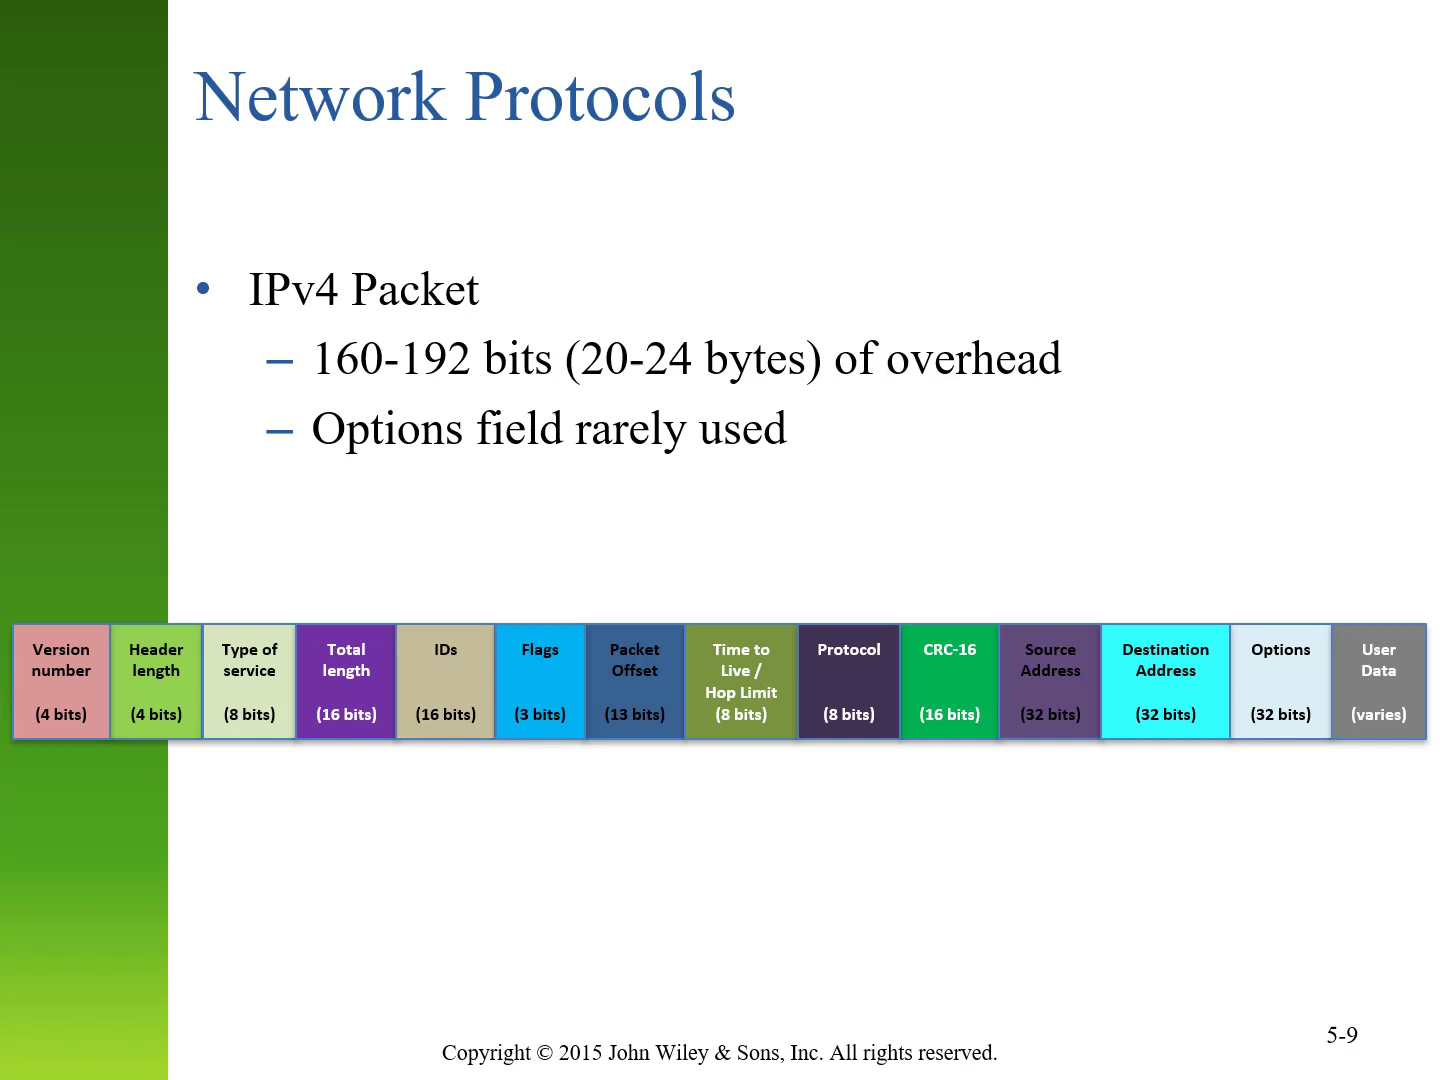 Network Protocols
• IPv4 Packet
– 160-192 bits (20-24 bytes) of overhead
– Options field rarely used
Version number (4 bits)
Header length (4 bits)
Type of service (8 bits)
Total length (16 bits)
IDs (16 bits)
Flags (3 bits)
Packet Offset (13 bits)
Time to Live / Hop Limit (8 bits)
Protocol (8 bits)
CRC-16 (16 bits)
Source Address (32 bits)
Destination Address (32 bits)
Options (32 bits)
User Data (varies)
5-9
Copyright © 2015 John Wiley & Sons, Inc. All rights reserved.